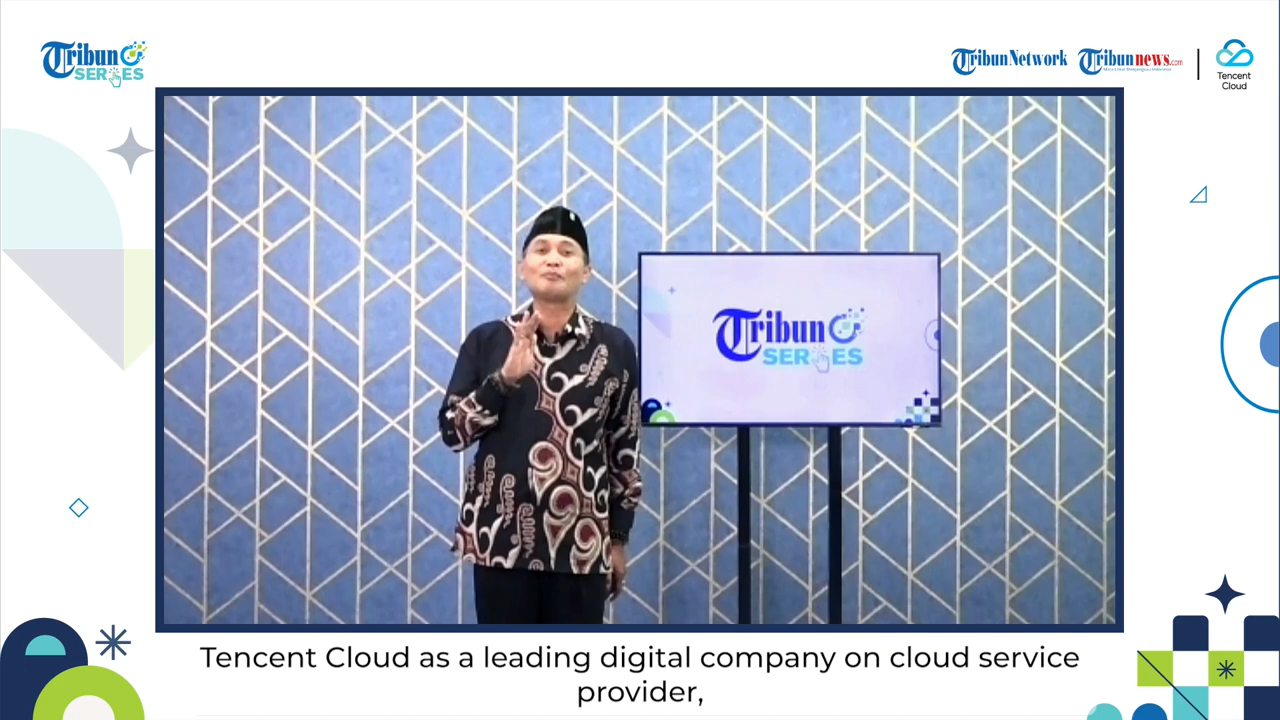 Tribun
SERIES
TribunNetwork
Tribunnews.com
Tencent
Cloud
Tribun
SERIES
Tencent Cloud as a leading digital company on cloud service
provider,